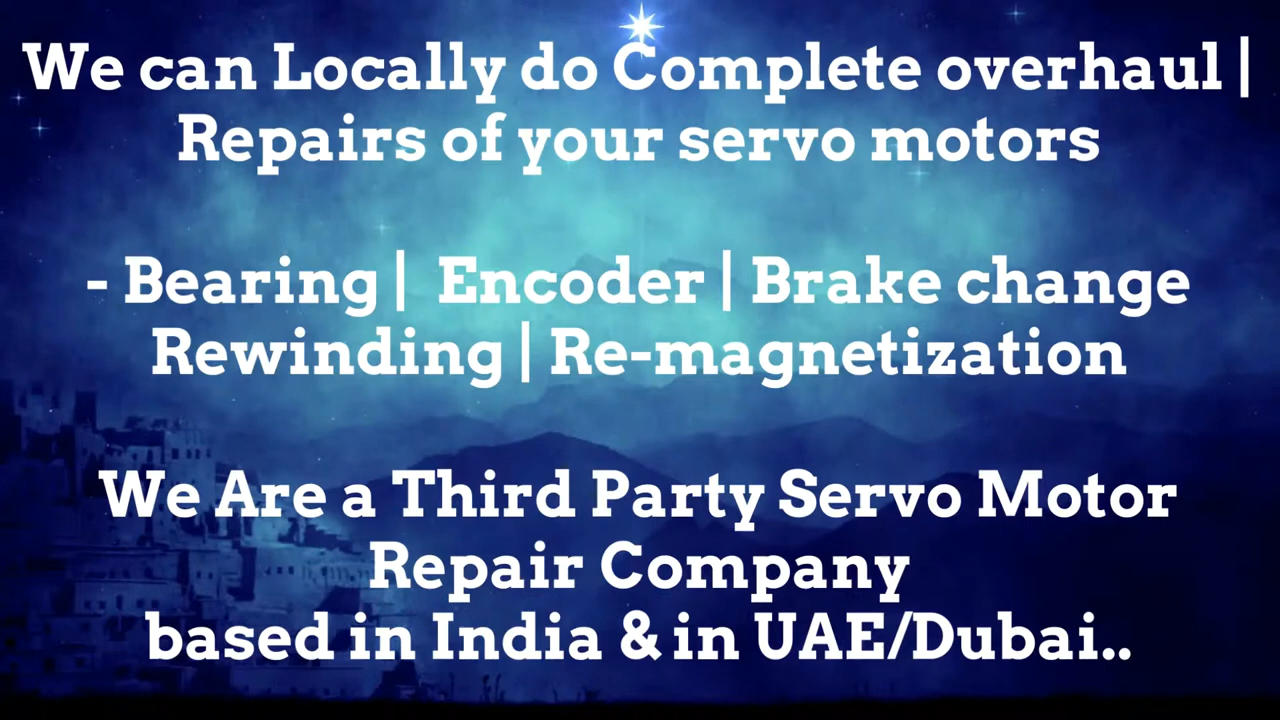 We can Locally do Complete overhaul |
Repairs of your servo motors
- Bearing | Encoder | Brake change
Rewinding | Re-magnetization
We Are a Third Party Servo Motor
Repair Company
based in India & in UAE/Dubai..